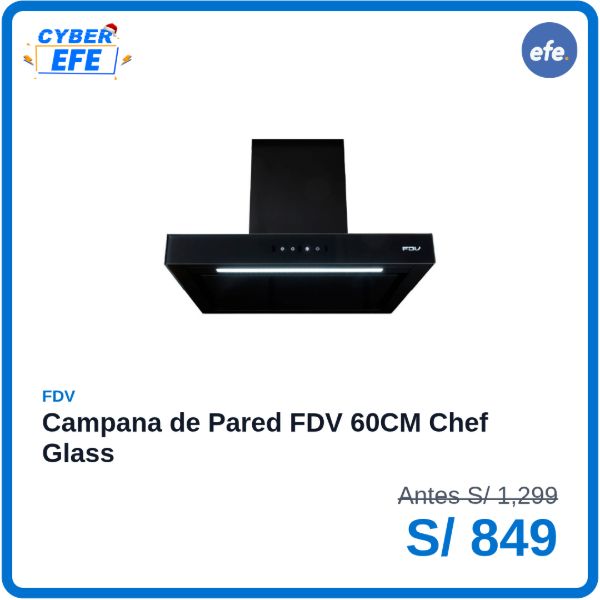 CYBER
EFE
efe.
FDV
FDV
Campana de Pared FDV 60CM Chef
Glass
Antes S/ 1,299
S/ 849